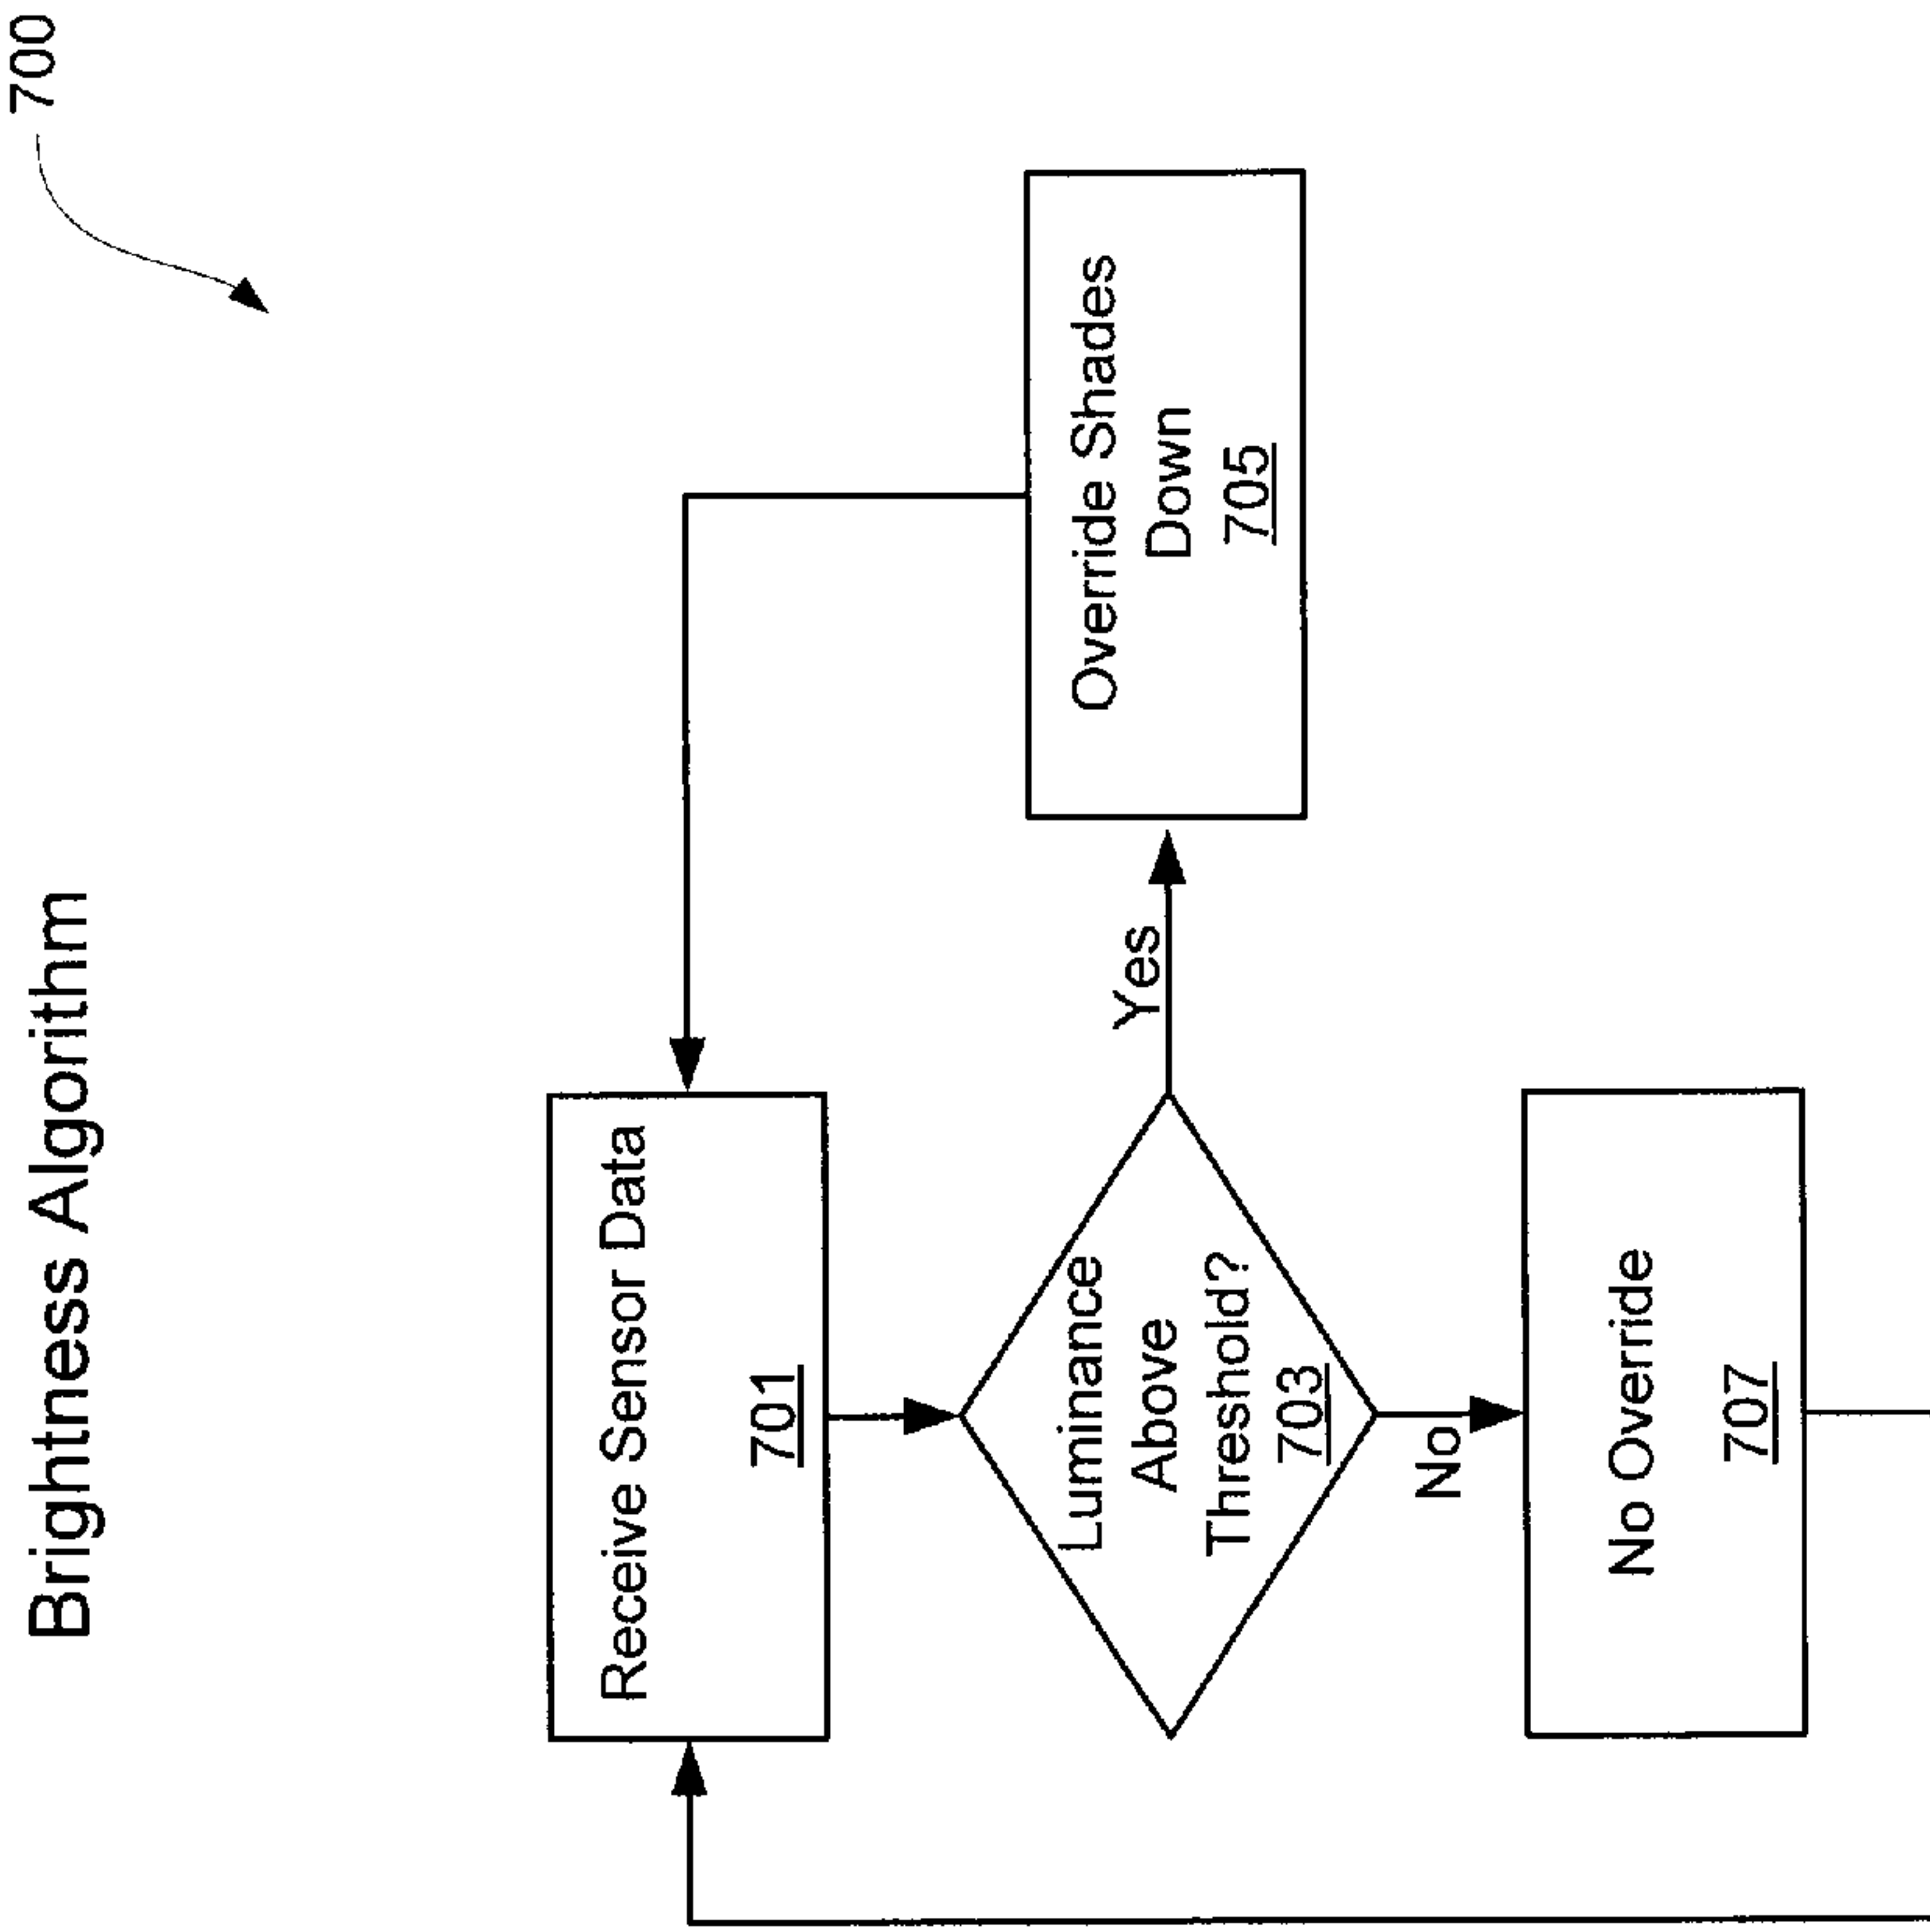 Brightness Algorithm
700
Receive Sensor Data
701
Luminance
Above
Threshold?
703
Yes
Override Shades
Down
705
No
No Override
707